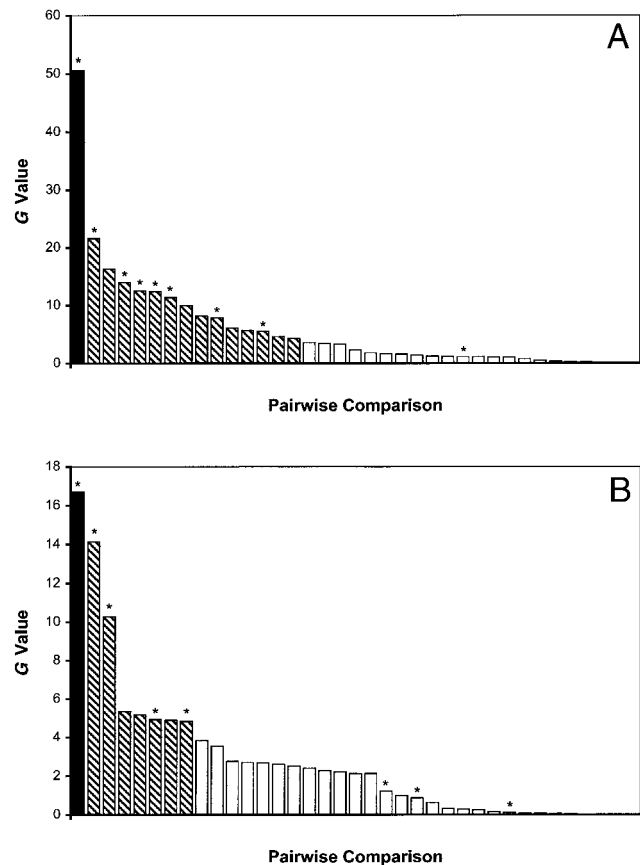 A
60
50
40
30
20
10
0
G Value
* * * * * * * * * *
Pairwise Comparison
B
18
16
14
12
10
8
6
4
2
0
G Value
* * * * * * * *
Pairwise Comparison